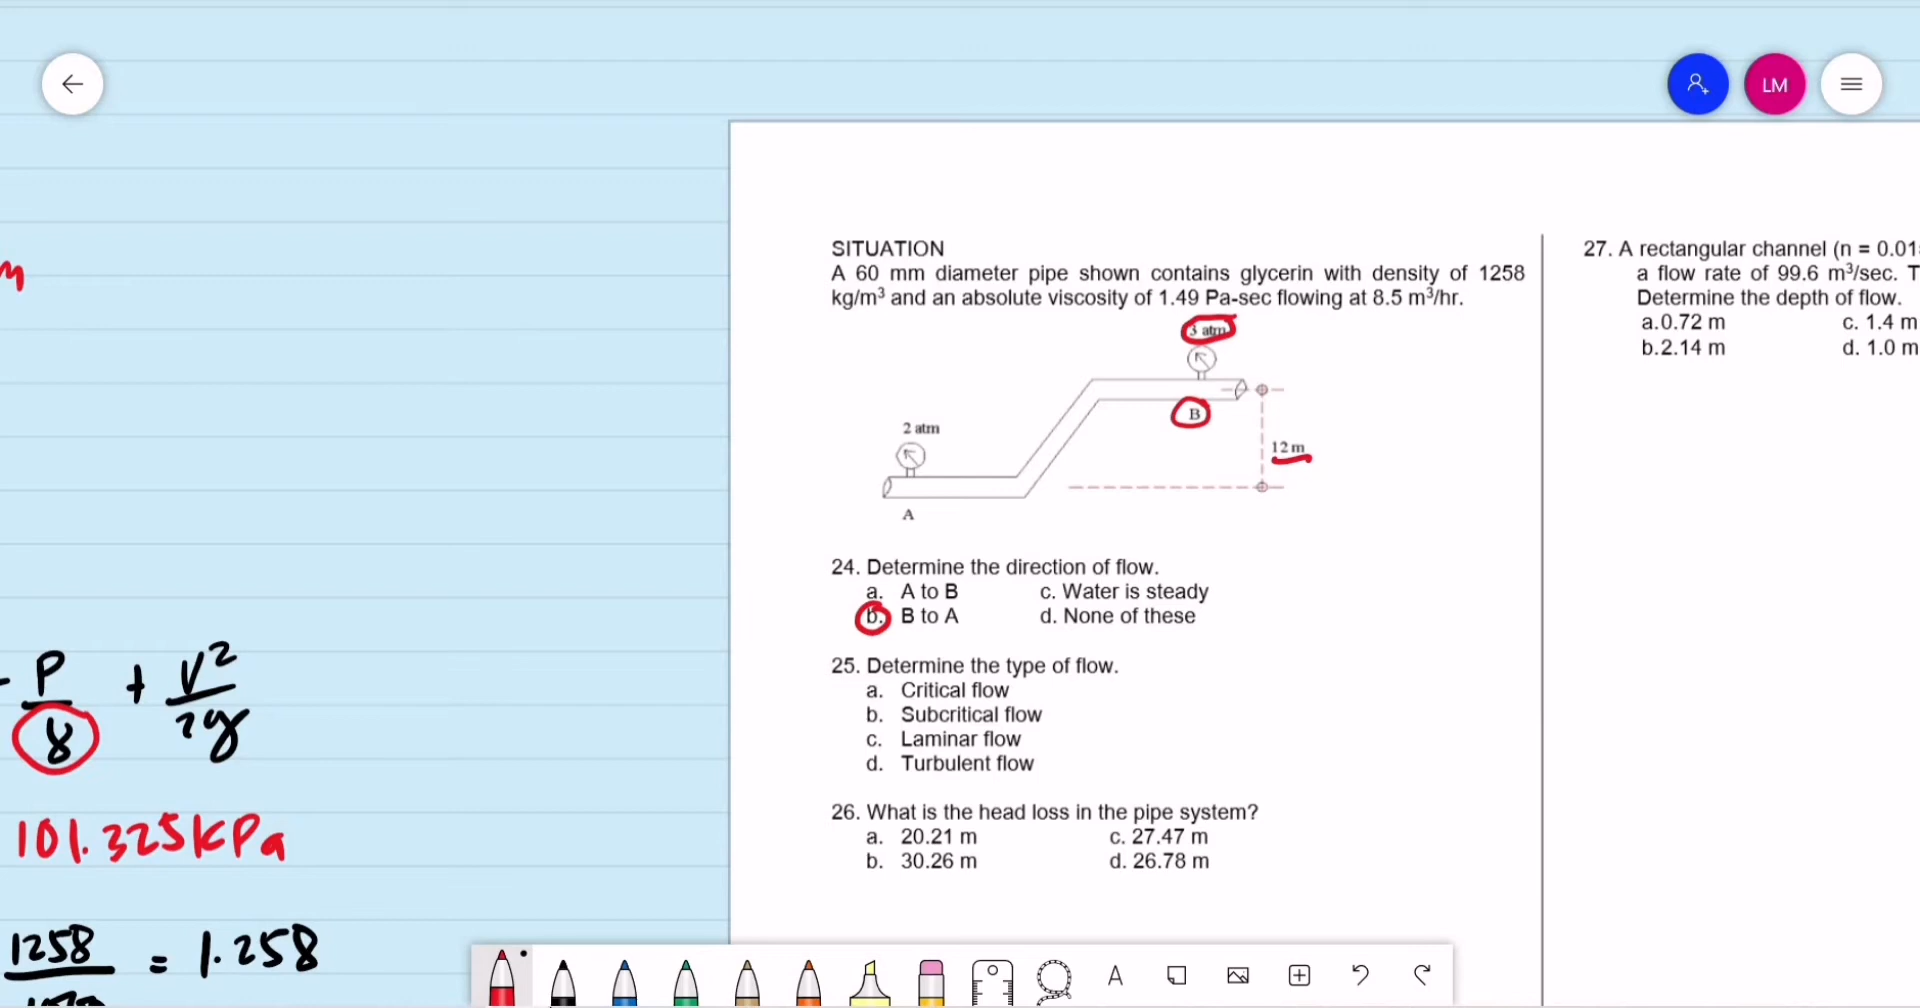 LM
m
SITUATION
A 60 mm diameter pipe shown contains glycerin with density of 1258
kg/m³ and an absolute viscosity of 1.49 Pa-sec flowing at 8.5 m³/hr.
3 atm
B
2 atm
12 m
A
24. Determine the direction of flow.
a. A to B c. Water is steady
b. B to A d. None of these
25. Determine the type of flow.
a. Critical flow
b. Subcritical flow
c. Laminar flow
d. Turbulent flow
26. What is the head loss in the pipe system?
a. 20.21 m c. 27.47 m
b. 30.26 m d. 26.78 m
27. A rectangular channel (n = 0.01
a flow rate of 99.6 m³/sec. T
Determine the depth of flow.
a.0.72 m c. 1.4 m
b.2.14 m d. 1.0 m
P/γ + V²/2g
101.325kPa
1258 = 1.258
A